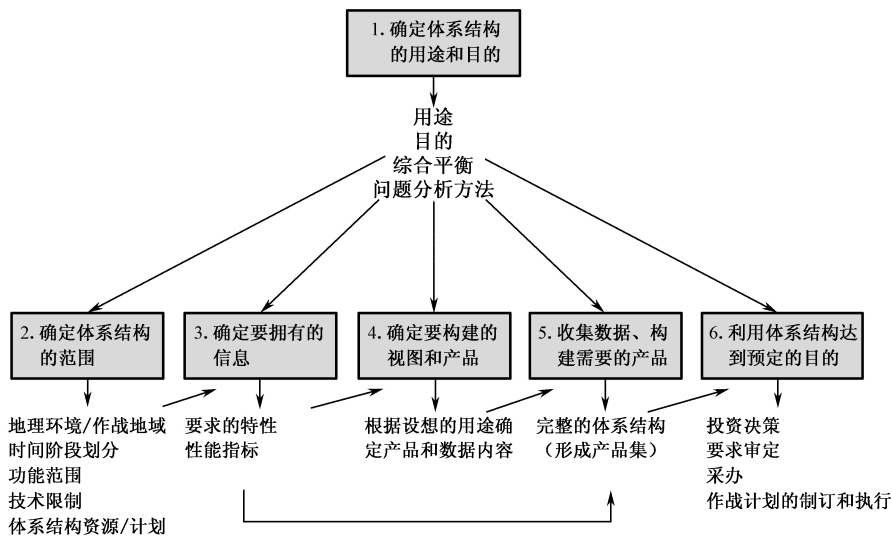 1. 确定体系结构
的用途和目的
用途
目的
综合平衡
问题分析方法
2. 确定体系结构
的范围
3. 确定要拥有的
信息
4. 确定要构建的
视图和产品
5. 收集数据、构
建需要的产品
6. 利用体系结构达
到预定的目的
地理环境/作战地域
时间阶段划分
功能范围
技术限制
体系结构资源/计划
要求的特性
性能指标
根据设想的用途确
定产品和数据内容
完整的体系结构
（形成产品集）
投资决策
要求审定
采办
作战计划的制订和执行